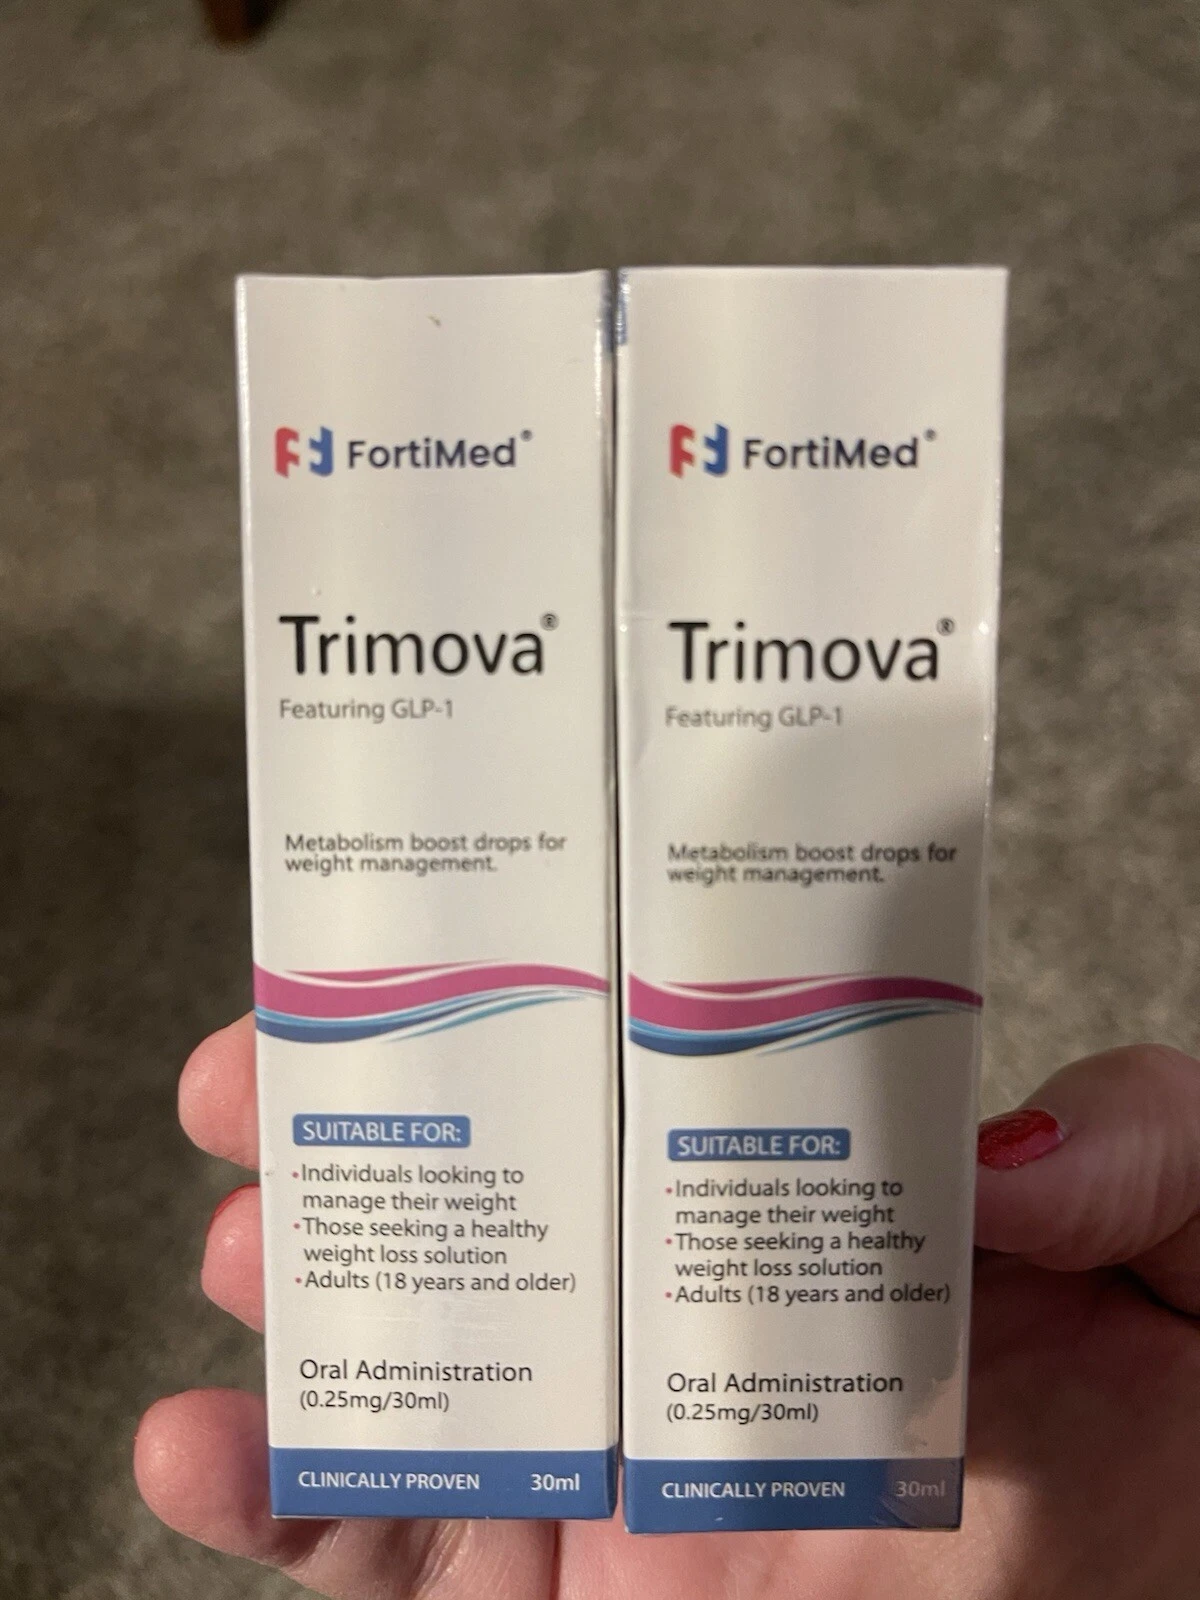 FortiMed®
Trimova®
Featuring GLP-1
Metabolism boost drops for
weight management.
SUITABLE FOR:
•Individuals looking to
manage their weight
•Those seeking a healthy
weight loss solution
•Adults (18 years and older)
Oral Administration
(0.25mg/30ml)
CLINICALLY PROVEN 30ml
FortiMed®
Trimova®
Featuring GLP-1
Metabolism boost drops for
weight management.
SUITABLE FOR:
•Individuals looking to
manage their weight
•Those seeking a healthy
weight loss solution
•Adults (18 years and older)
Oral Administration
(0.25mg/30ml)
CLINICALLY PROVEN 30ml